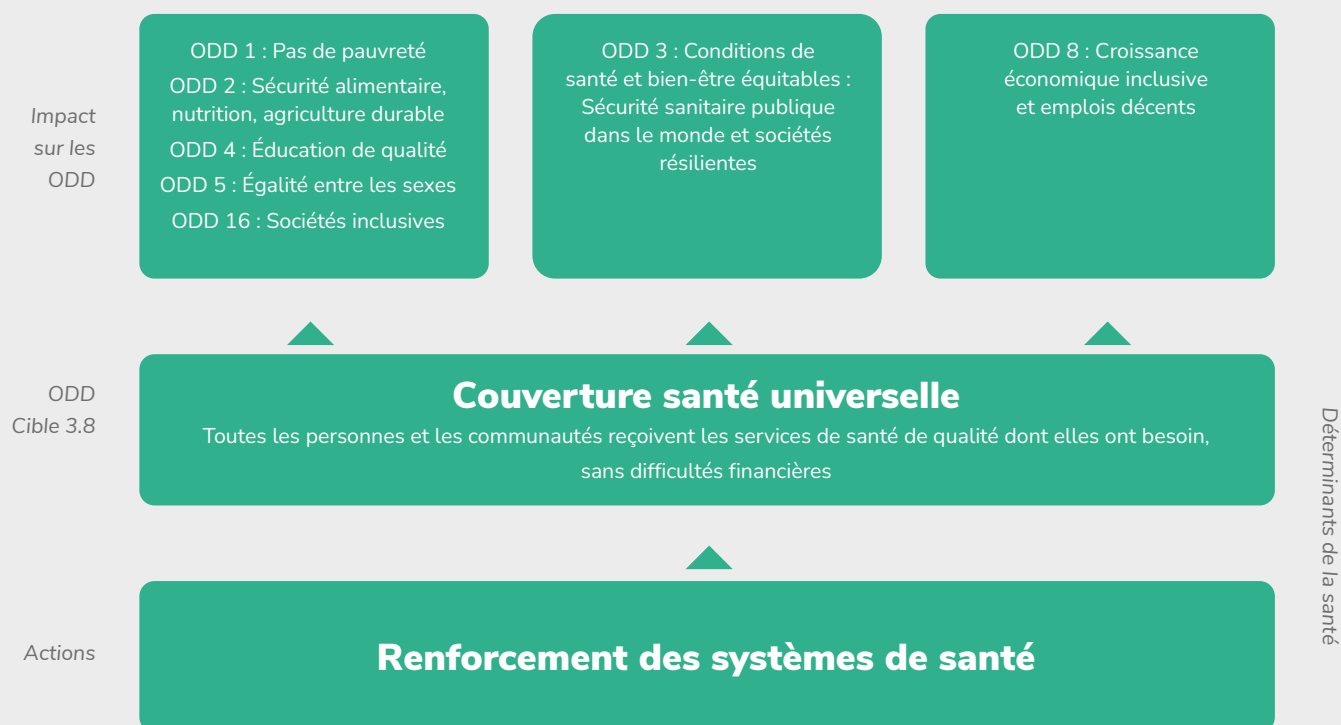 Impact
sur les
ODD
ODD 1 : Pas de pauvreté
ODD 2 : Sécurité alimentaire,
nutrition, agriculture durable
ODD 4 : Éducation de qualité
ODD 5 : Égalité entre les sexes
ODD 16 : Sociétés inclusives
ODD 3 : Conditions de
santé et bien-être équitables :
Sécurité sanitaire publique
dans le monde et sociétés
résilientes
ODD 8 : Croissance
économique inclusive
et emplois décents
ODD
Cible 3.8
Couverture santé universelle
Toutes les personnes et les communautés reçoivent les services de santé de qualité dont elles ont besoin,
sans difficultés financières
Actions
Renforcement des systèmes de santé
Déterminants de la santé